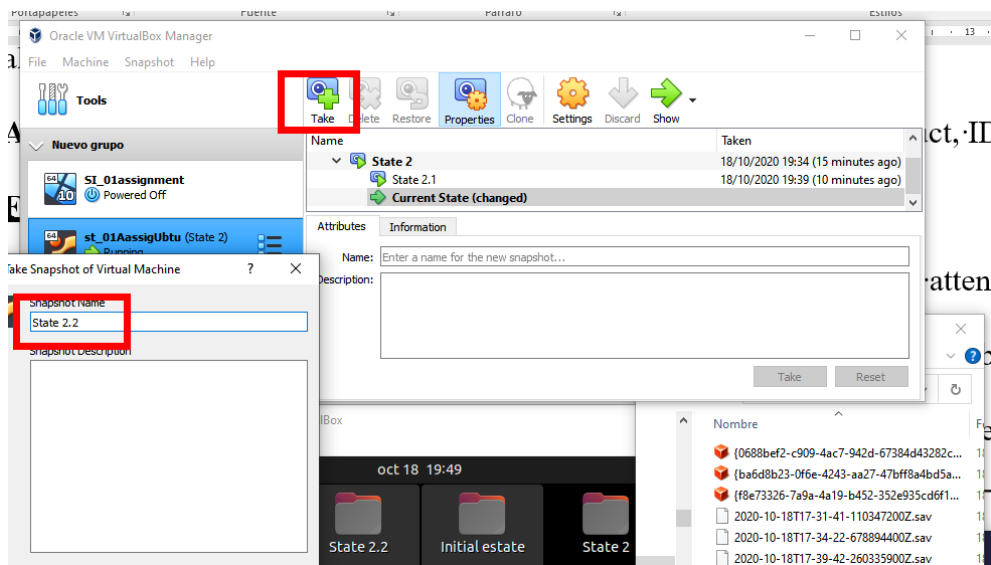 Portapapeles Fuente Párrafo Estilos
13
Oracle VM VirtualBox Manager
File Machine Snapshot Help
Tools
Take Delete Restore Properties Clone Settings Discard Show
Nuevo grupo
Name Taken
State 2 18/10/2020 19:34 (15 minutes ago)
State 2.1 18/10/2020 19:39 (10 minutes ago)
Current State (changed)
64 SI_01assignment
10 Powered Off
64 st_01AassigUbtu (State 2)
Running
Attributes Information
Name: Enter a name for the new snapshot...
Description:
Take Reset
Take Snapshot of Virtual Machine ? ×
Snapshot Name
State 2.2
Snapshot Description
lBox
oct 18 19:49
State 2.2 Initial estate State 2
Nombre
{0688bef2-c909-4ac7-942d-67384d43282c...
{ba6d8b23-0f6e-4243-aa27-47bff8a4bd5a...
{f8e73326-7a9a-4a19-b452-352e935cd6f1...
2020-10-18T17-31-41-110347200Z.sav
2020-10-18T17-34-22-678894400Z.sav
2020-10-18T17-39-42-260335900Z.sav
ct,·ID
·atten